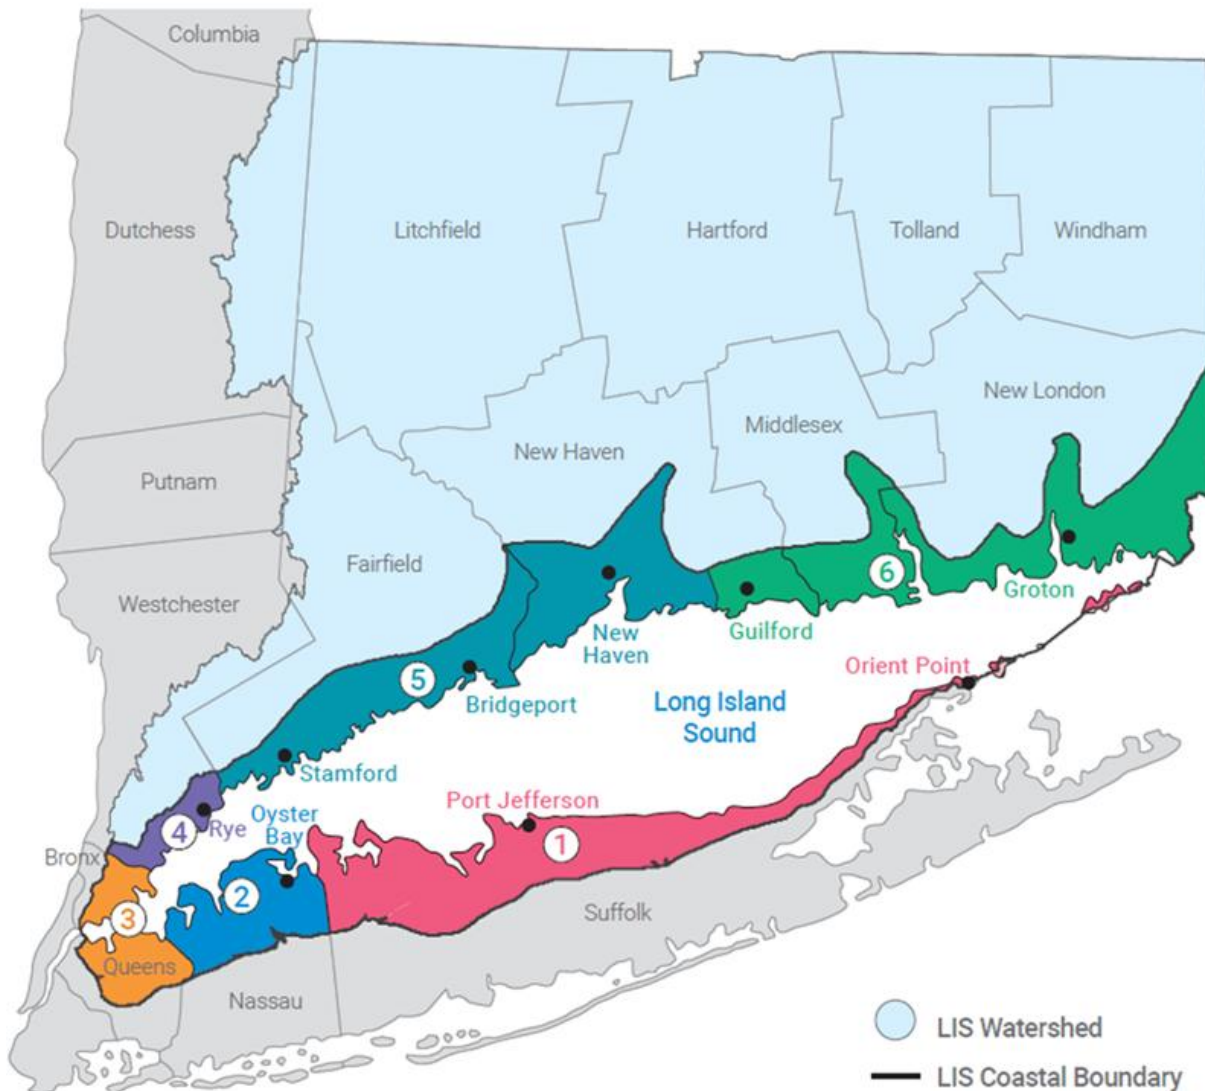 Columbia
Dutchess
Litchfield
Hartford
Tolland
Windham
New London
Middlesex
New Haven
Putnam
Fairfield
Westchester
6
Groton
Guilford
New
Haven
Orient Point
5
Bridgeport
Long Island
Sound
Stamford
Port Jefferson
Oyster
Bay
Rye
4
1
Bronx
2
3
Suffolk
Queens
Nassau
LIS Watershed
LIS Coastal Boundary